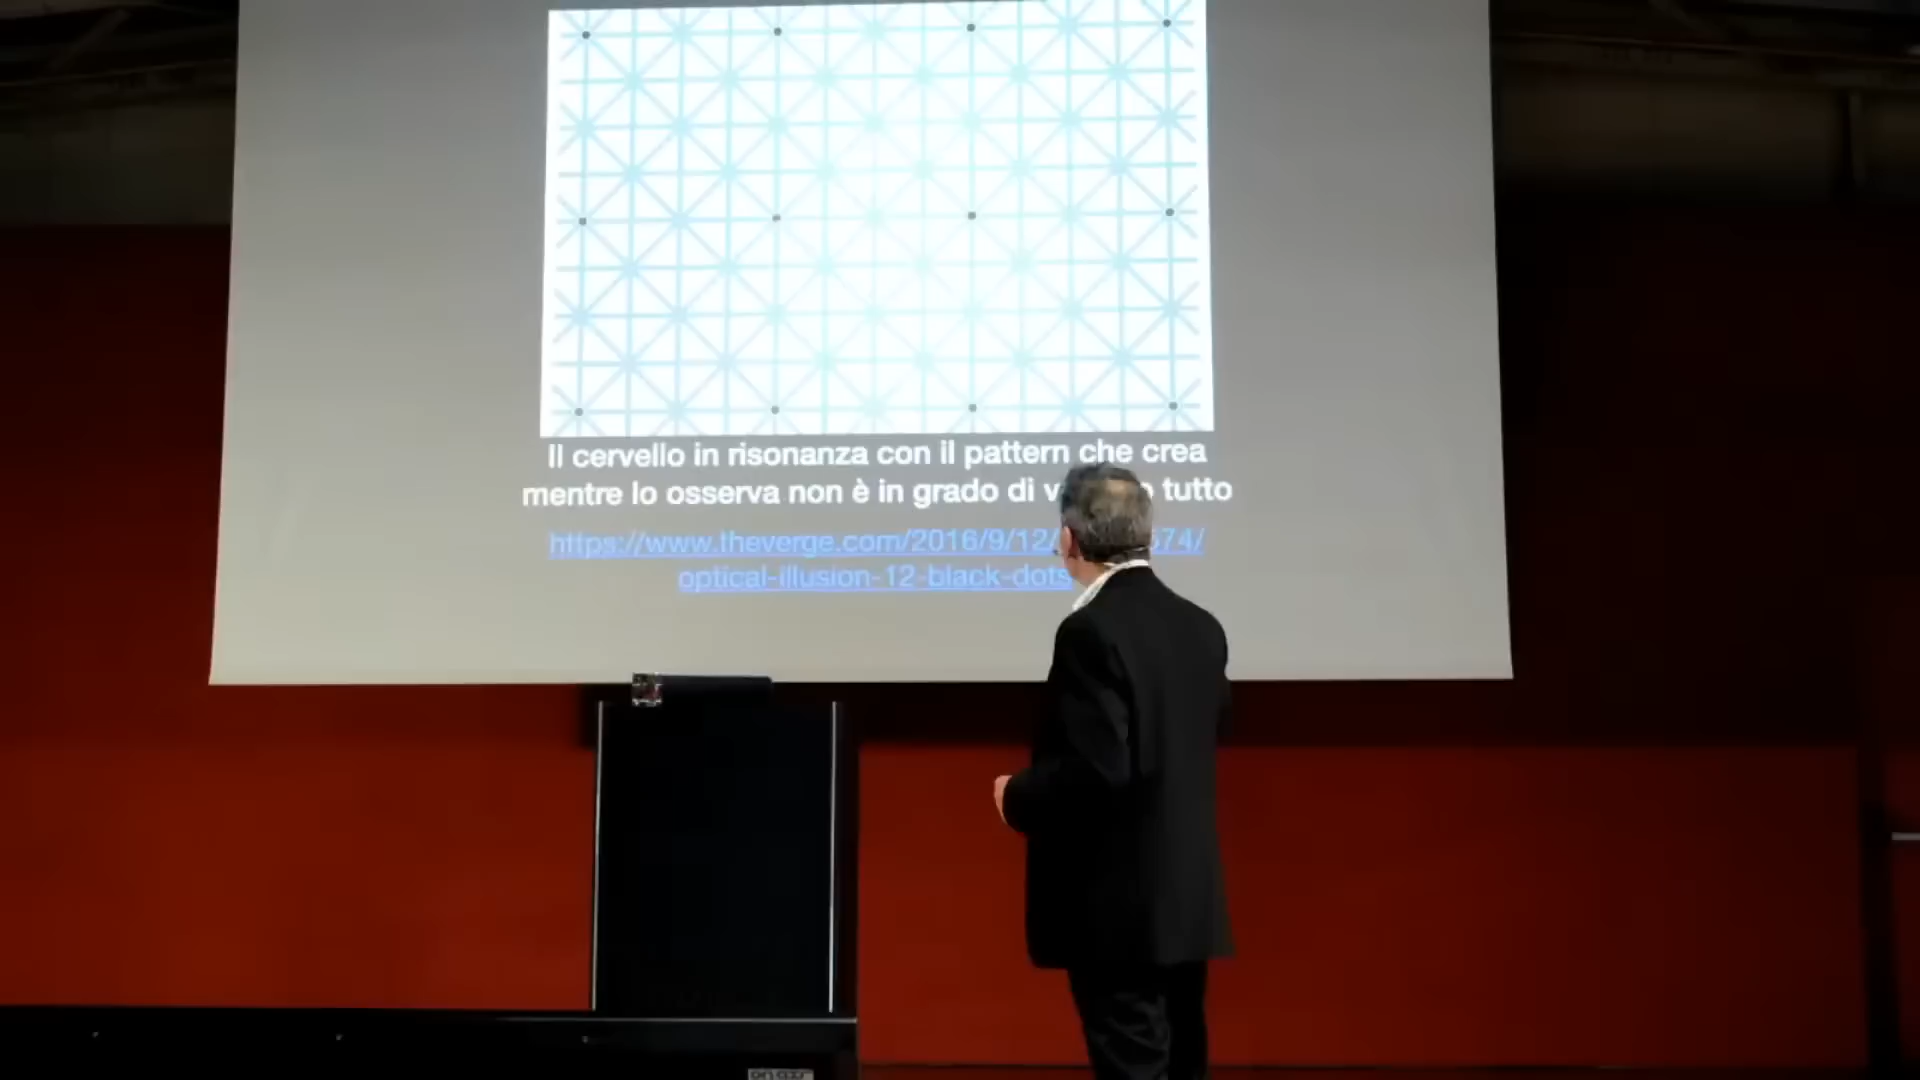 Il cervello in risonanza con il pattern che crea
mentre lo osserva non è in grado di tutto
https://www.theverge.com/2016/9/12/ 574/
optical-illusion-12-black-dots